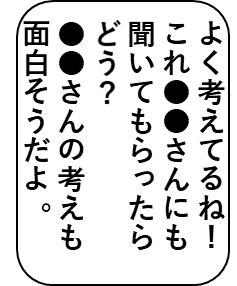 よく考えてるね！
これ●●さんにも
聞いてもらったら
どう？
●●さんの考えも
面白そうだよ。